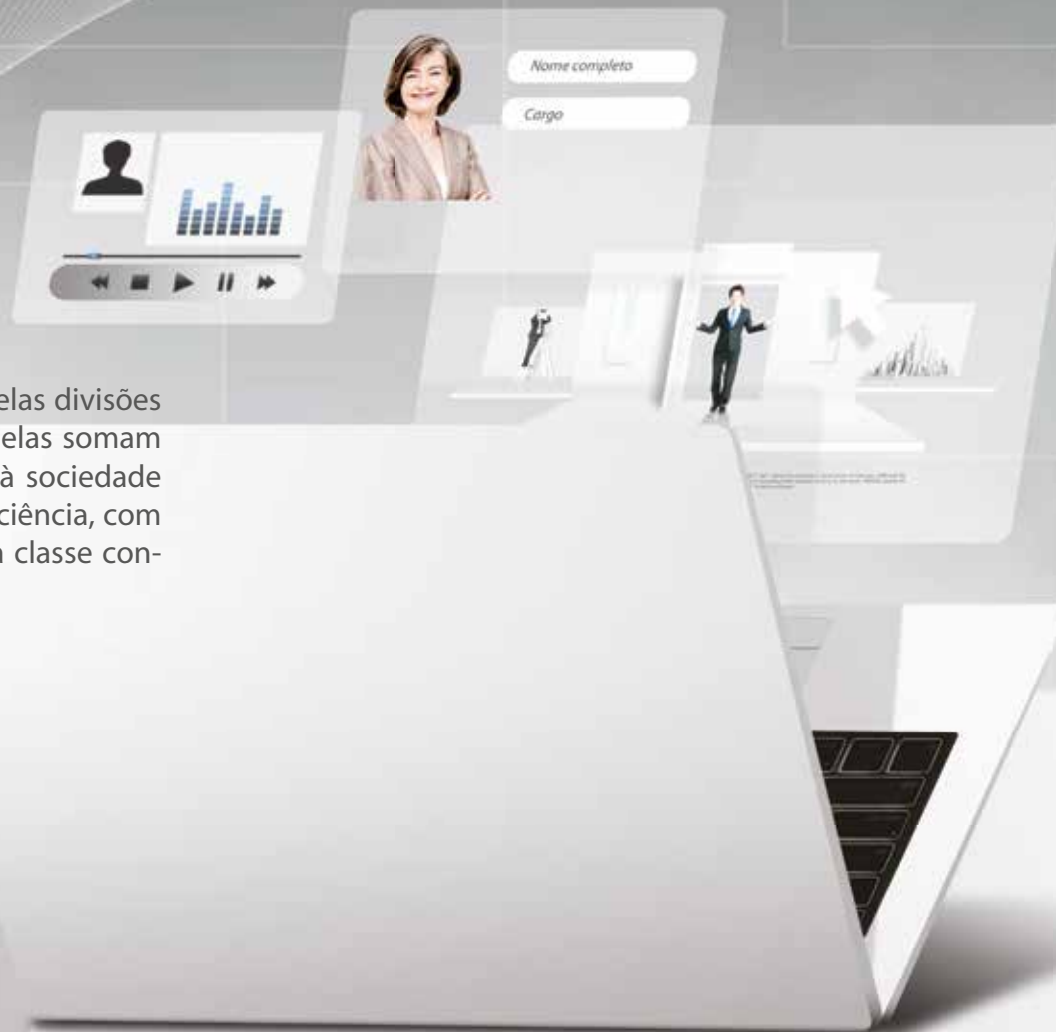 Nome completo
Cargo
elas divisões
elas somam
à sociedade
ciência, com
classe con-